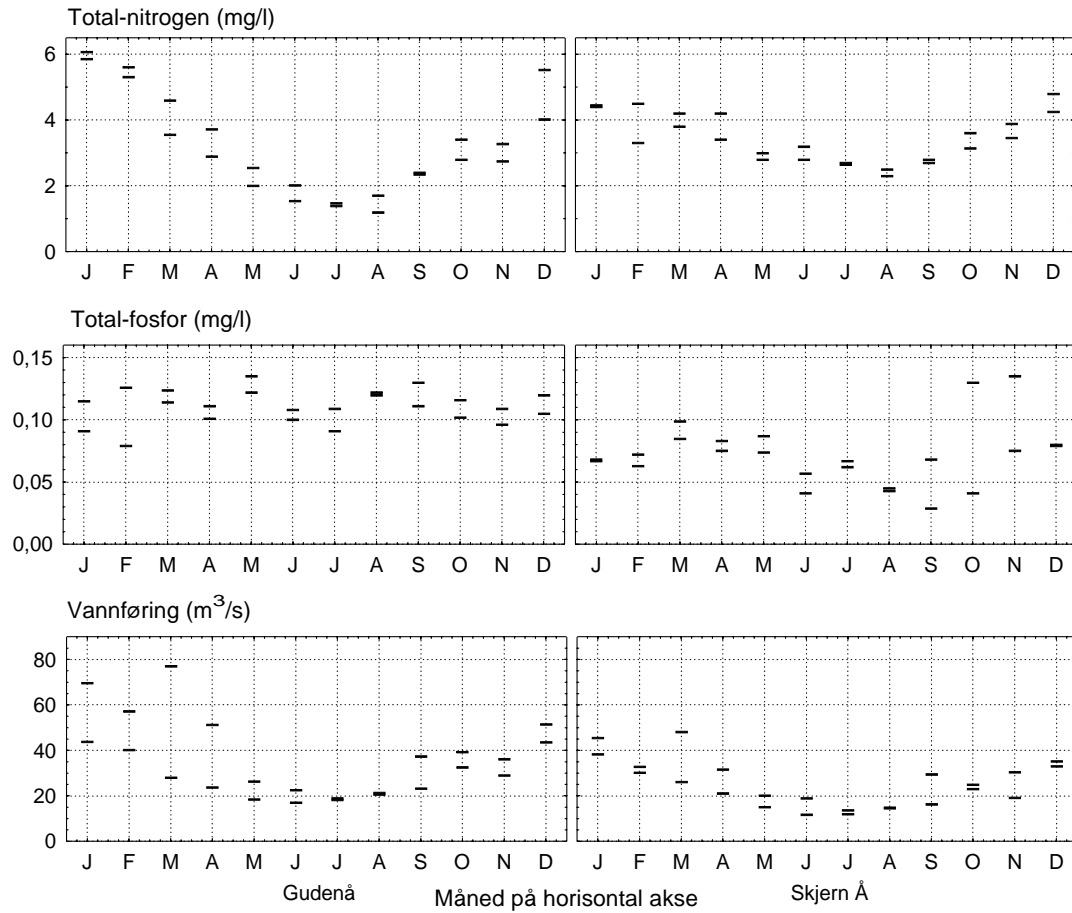 Total-nitrogen (mg/l)
6
4
2
0
J F M A M J J A S O N D J F M A M J J A S O N D
Total-fosfor (mg/l)
0,15
0,10
0,05
0,00
J F M A M J J A S O N D J F M A M J J A S O N D
Vannføring (m³/s)
80
60
40
20
0
J F M A M J J A S O N D J F M A M J J A S O N D
Gudenå Måned på horisontal akse Skjern Å